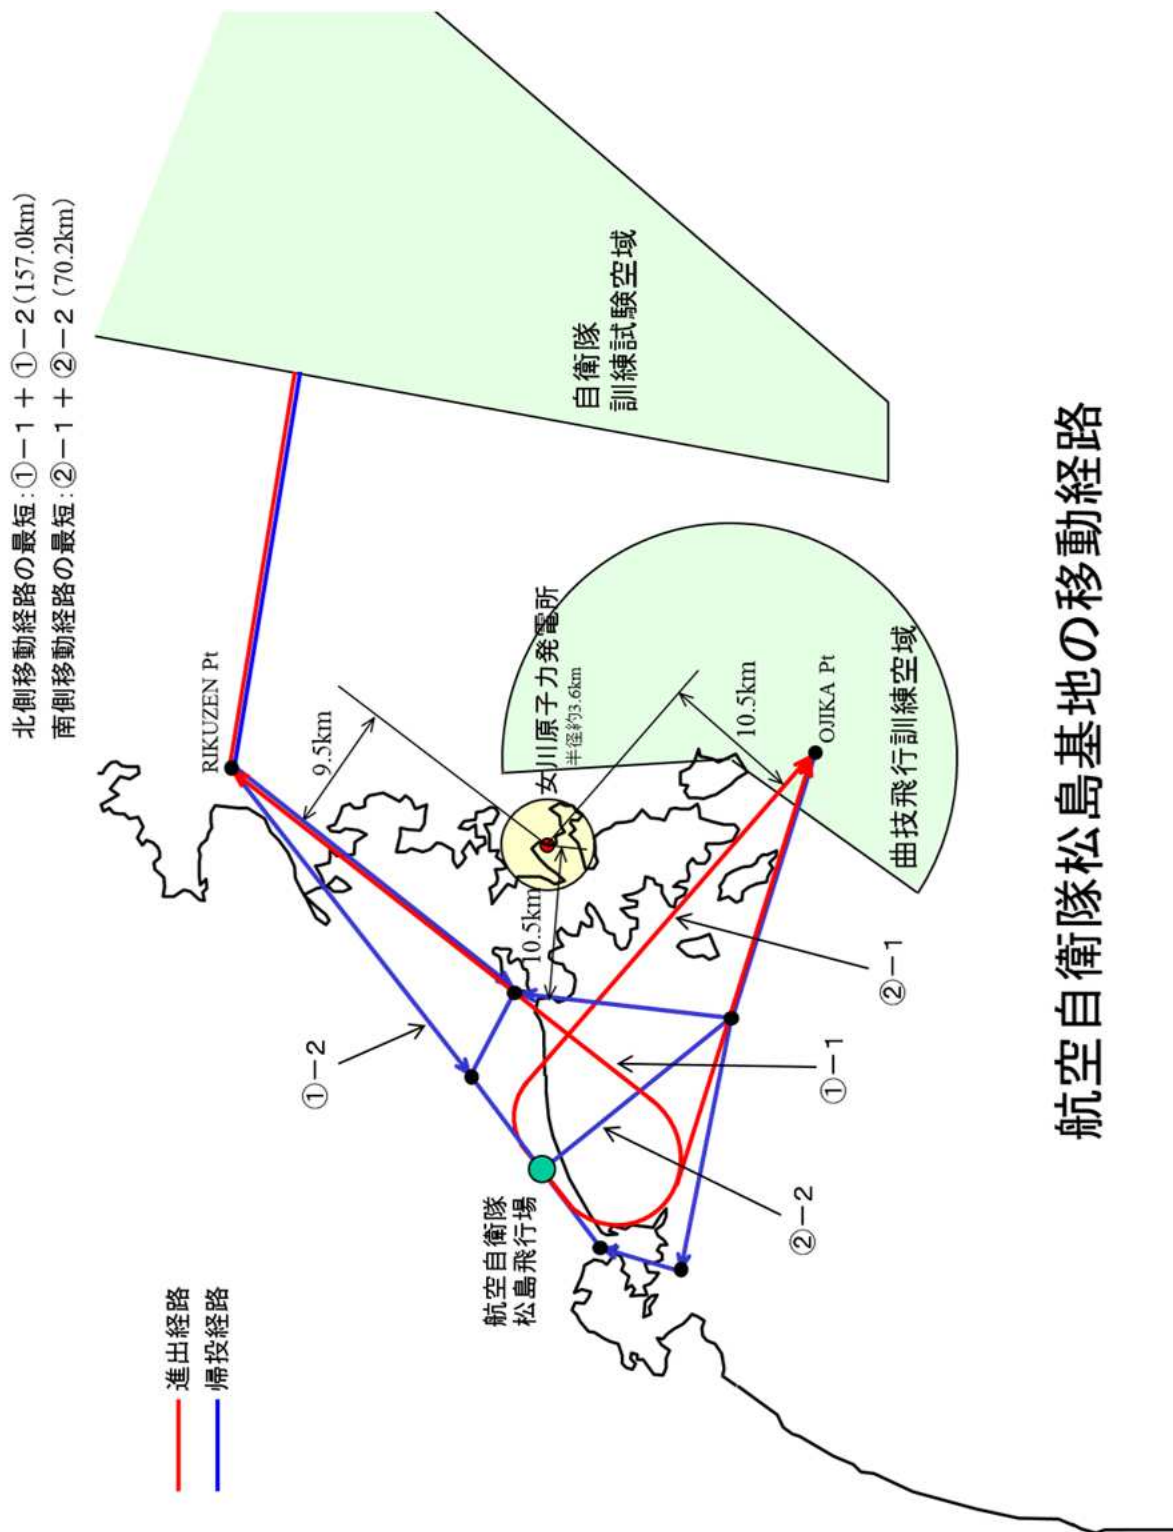 北側移動経路の最短:①－1 ＋ ①－2(157.0km)
南側移動経路の最短:②－1 ＋ ②－2 (70.2km)
進出経路
帰投経路
RIKUZEN Pt
9.5km
①－2
自衛隊
訓練試験空域
女川原子力発電所
半径約3.6km
10.5km
航空自衛隊
松島飛行場
10.5km
OJIKA Pt
曲技飛行訓練空域
②－1
①－1
②－2
航空自衛隊松島基地の移動経路